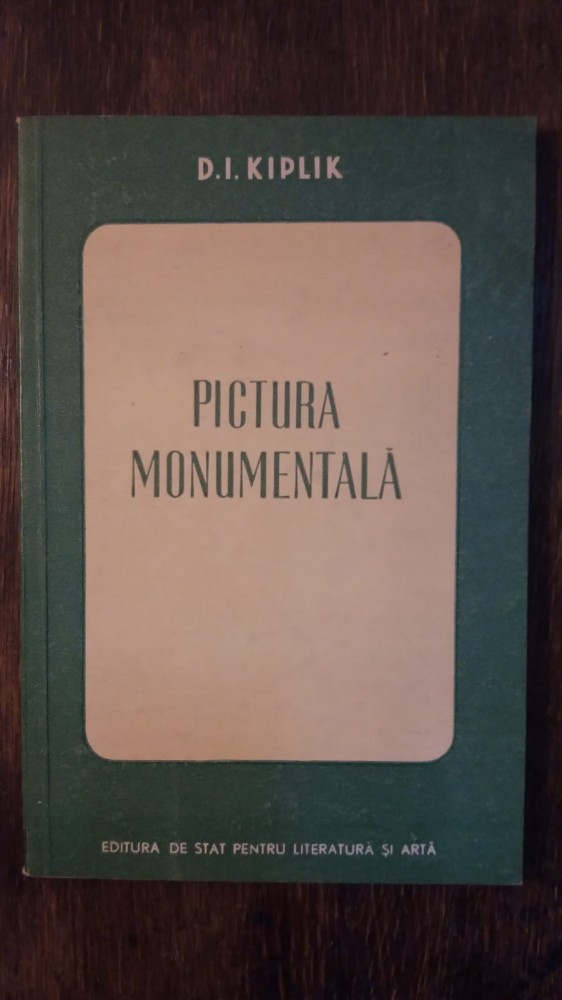 D.I. KIPLIK
PICTURA
MONUMENTALĂ
EDITURA DE STAT PENTRU LITERATURĂ ȘI ARTĂ